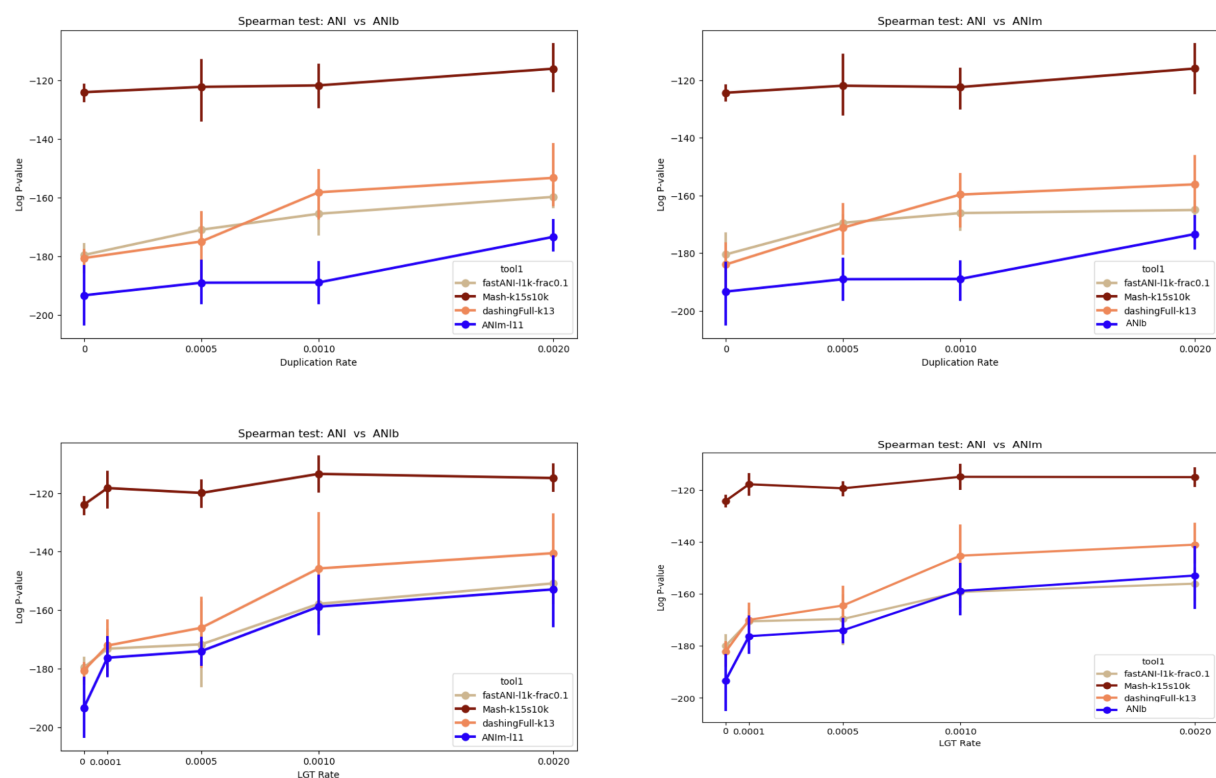 Spearman test: ANI vs ANIb
Log P-value
−120
−140
−160
−180
−200
tool1
fastANI-l1k-frac0.1
Mash-k15s10k
dashingFull-k13
ANIm-l11
0
0.0005
0.0010
0.0020
Duplication Rate
Spearman test: ANI vs ANIm
Log P-value
−120
−140
−160
−180
−200
tool1
fastANI-l1k-frac0.1
Mash-k15s10k
dashingFull-k13
ANIb
0
0.0005
0.0010
0.0020
Duplication Rate
Spearman test: ANI vs ANIb
Log P-value
−120
−140
−160
−180
−200
tool1
fastANI-l1k-frac0.1
Mash-k15s10k
dashingFull-k13
ANIm-l11
0
0.0001
0.0005
0.0010
0.0020
LGT Rate
Spearman test: ANI vs ANIm
Log P-value
−120
−140
−160
−180
−200
tool1
fastANI-l1k-frac0.1
Mash-k15s10k
dashingFull-k13
ANIb
0
0.0001
0.0005
0.0010
0.0020
LGT Rate